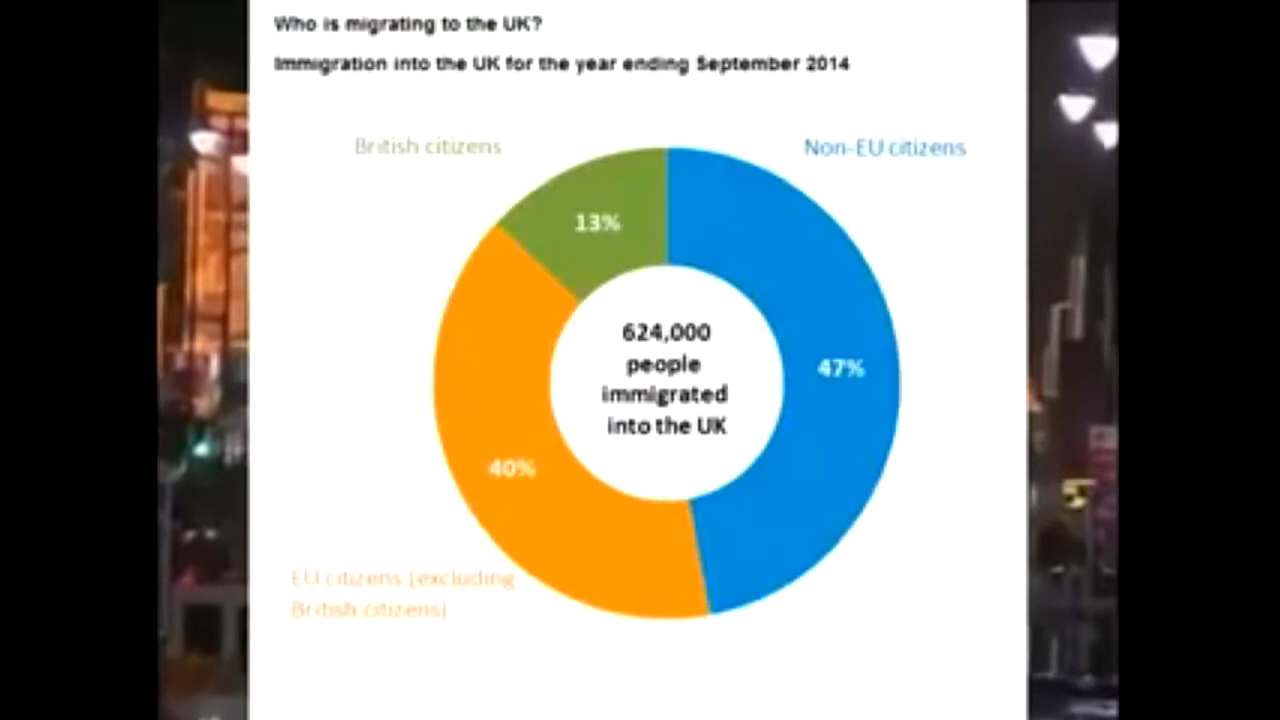 Who is migrating to the UK?
Immigration into the UK for the year ending September 2014
British citizens
Non-EU citizens
13%
624,000
people
immigrated
into the UK
47%
40%
EU citizens (excluding
British citizens)